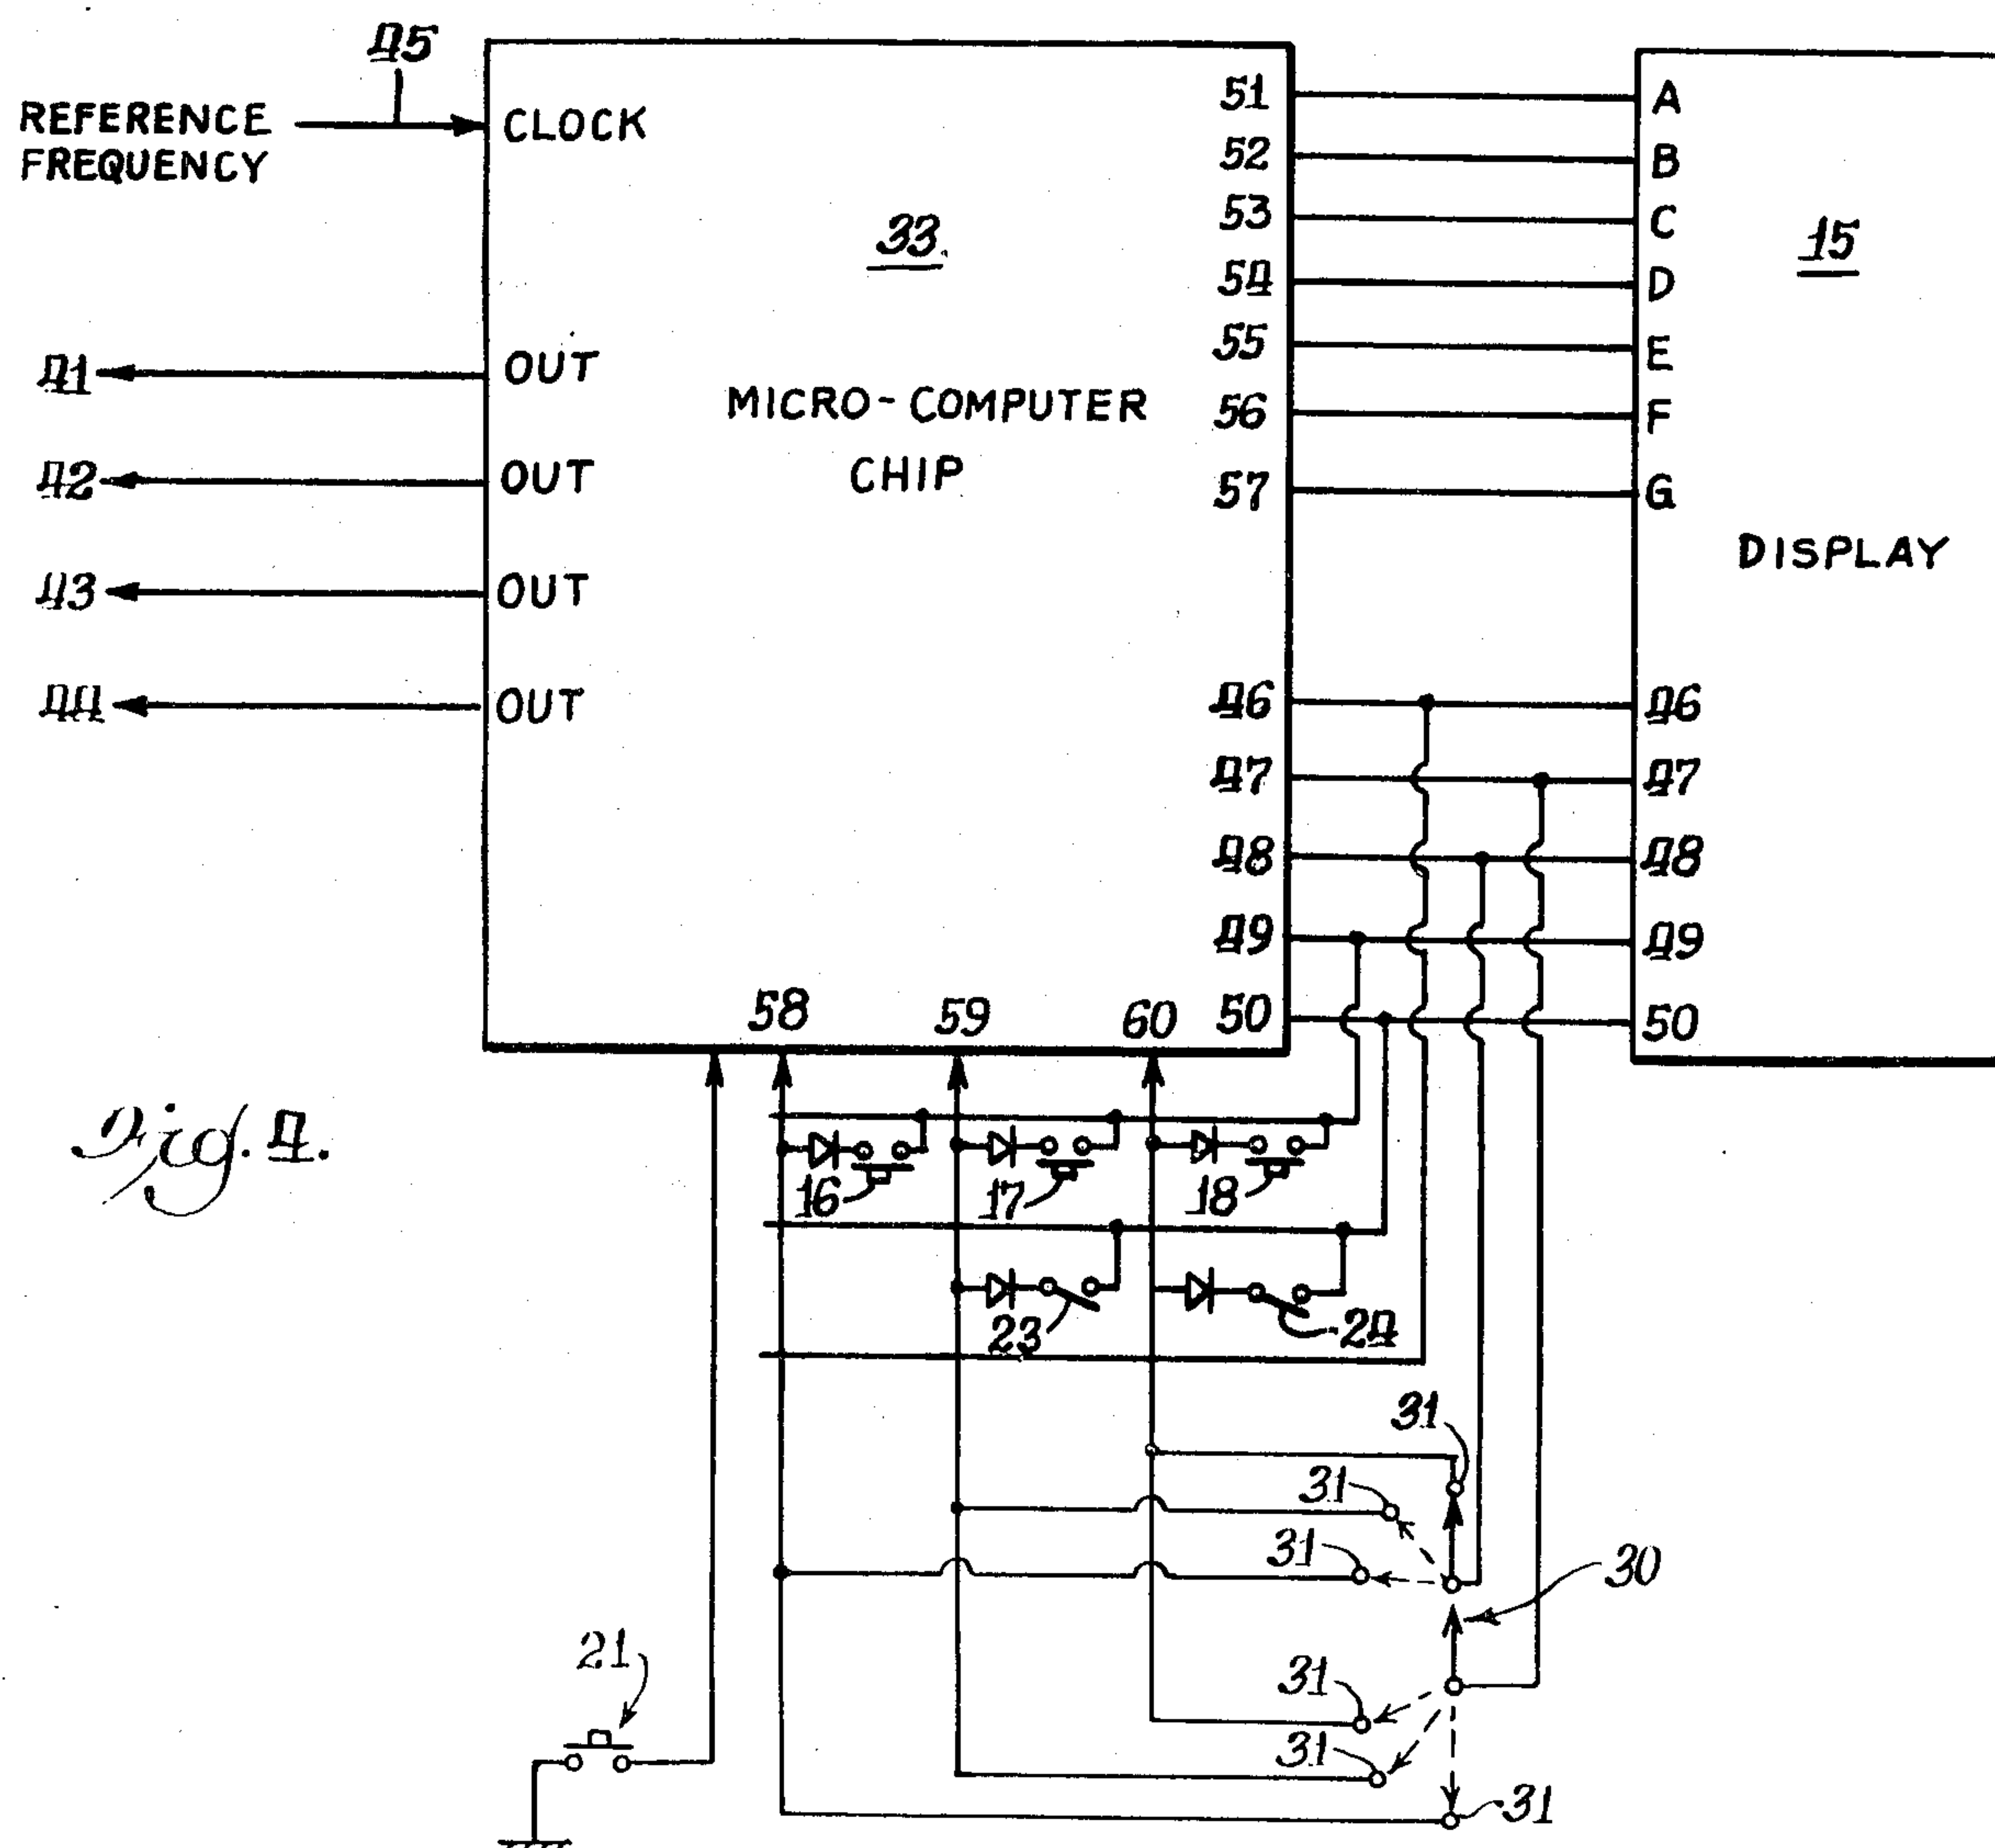 45
REFERENCE
FREQUENCY
CLOCK
33.
41
OUT
42
OUT
43
OUT
44
OUT
MICRO-COMPUTER
CHIP
51
A
52
B
53
C
54
D
55
E
56
F
57
G
15
DISPLAY
46
46
47
47
48
48
49
49
50
50
58
59
60
16
17
18
23
24
31
31
31
30
31
31
31
21
Fig. 4.